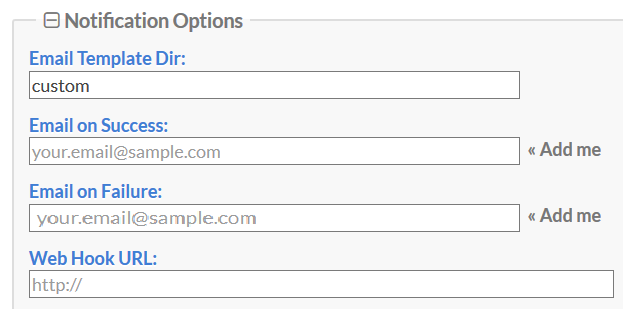 Notification Options
Email Template Dir:
custom
Email on Success:
your.email@sample.com « Add me
Email on Failure:
your.email@sample.com « Add me
Web Hook URL:
http://